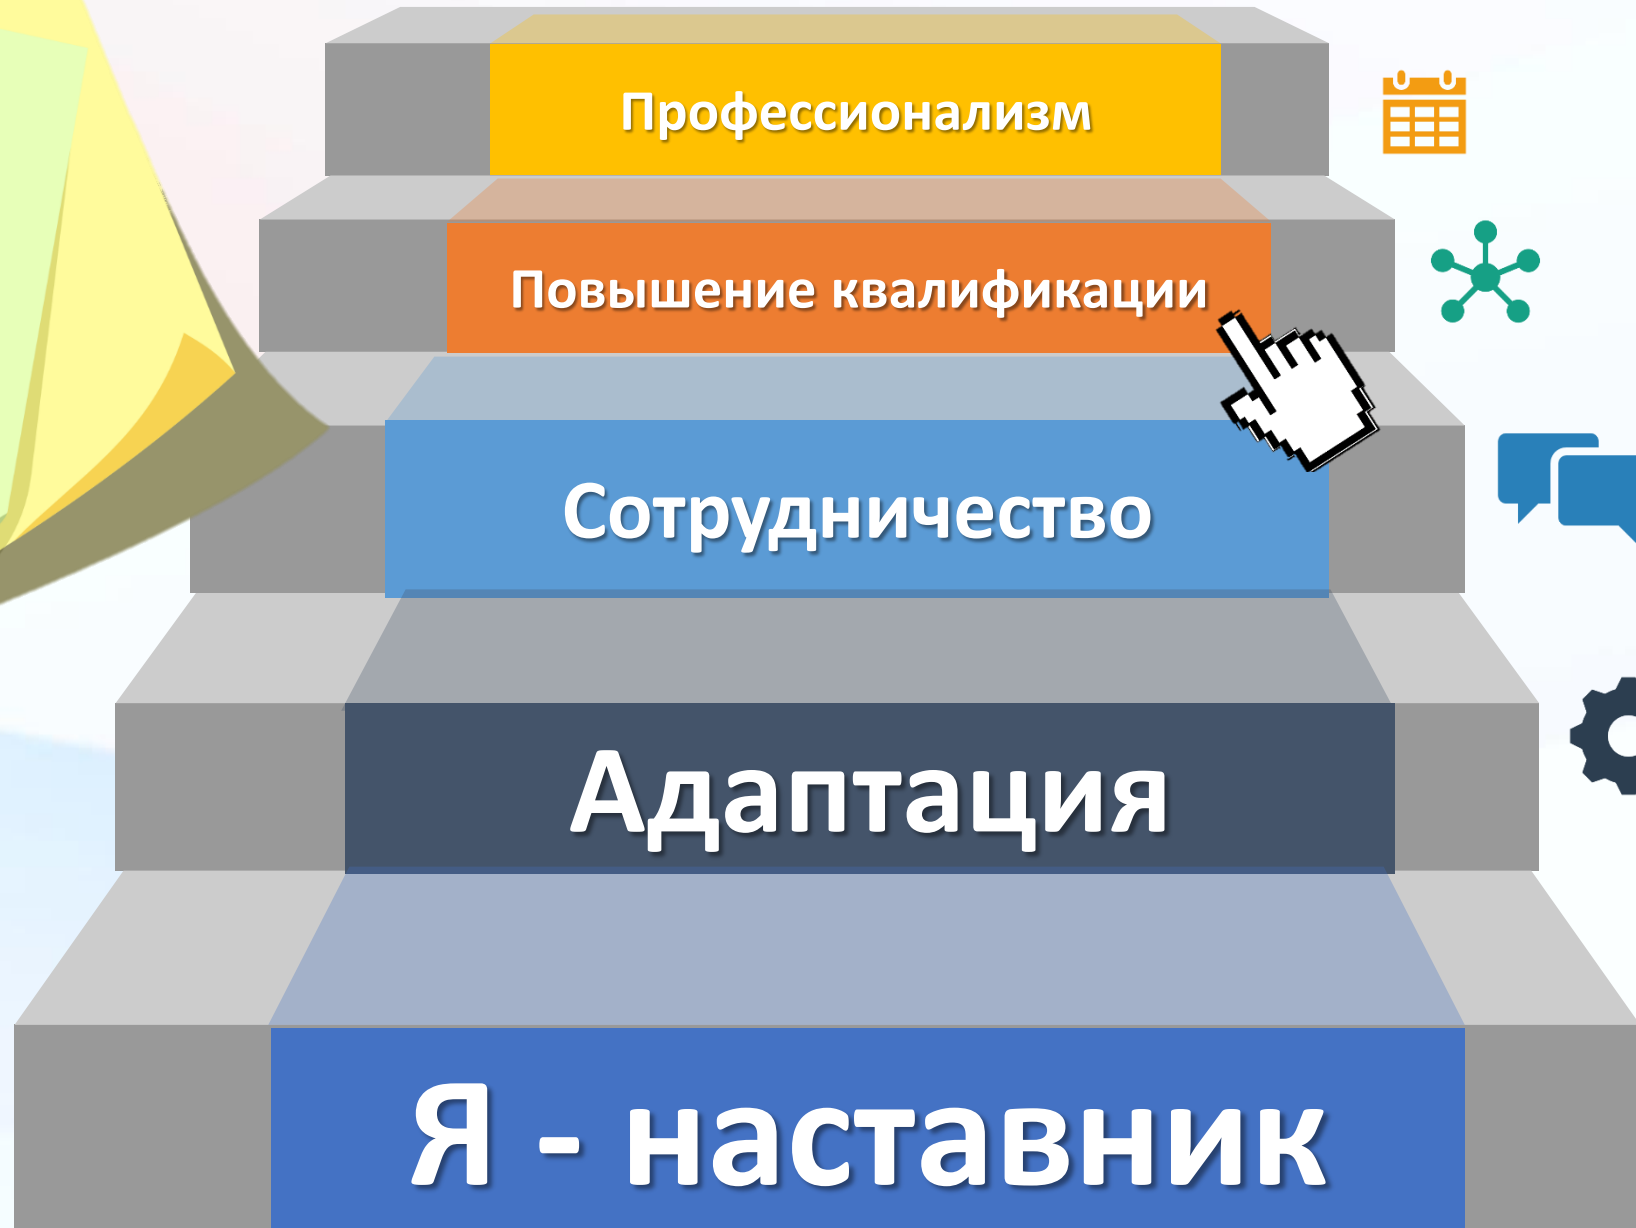 Профессионализм
Повышение квалификации
Сотрудничество
Адаптация
Я - наставник